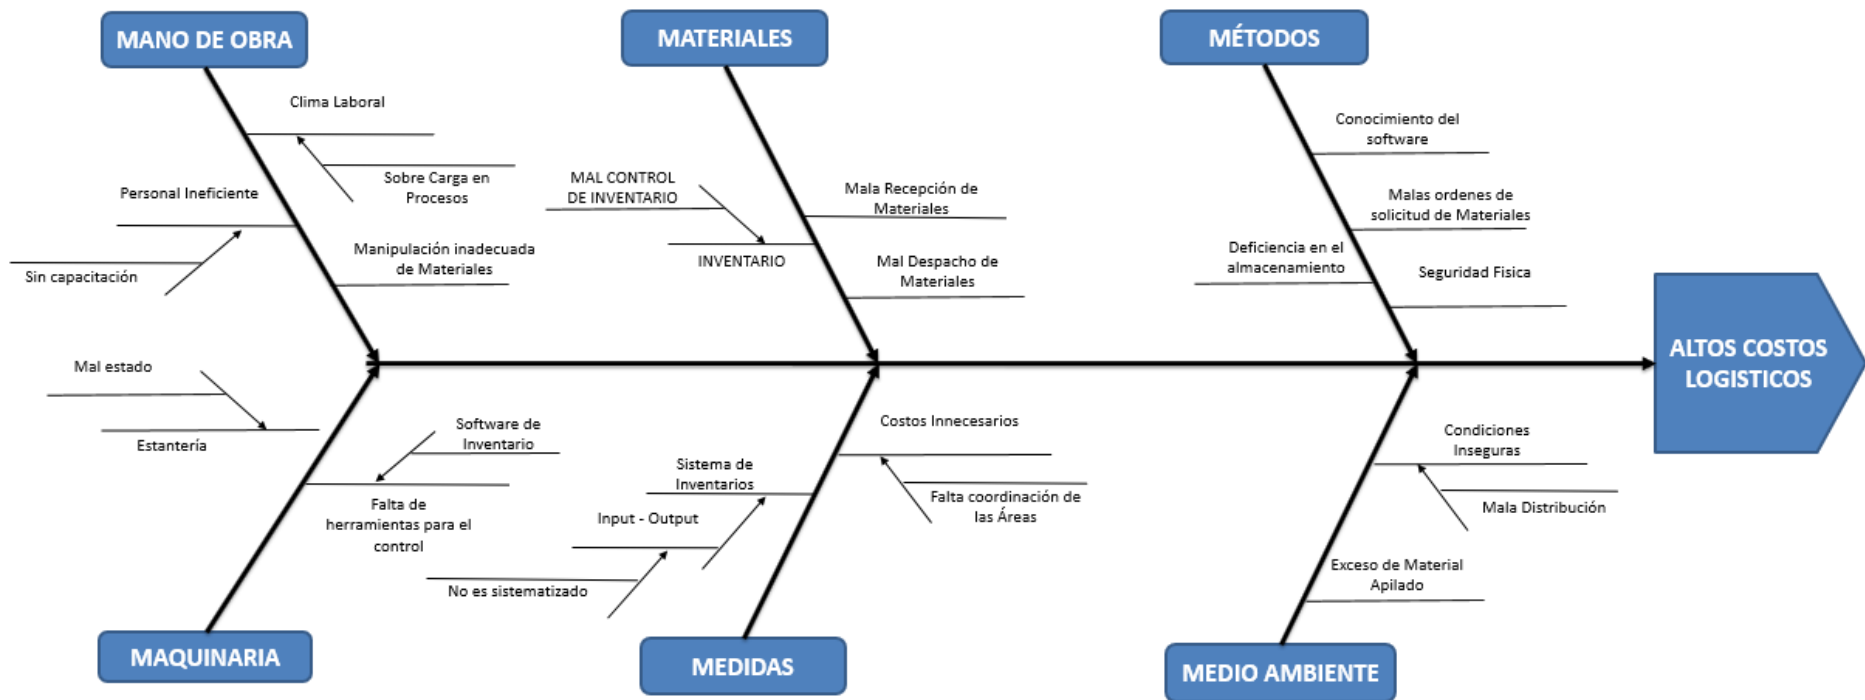 MANO DE OBRA
MATERIALES
MÉTODOS
Clima Laboral
Sobre Carga en
Procesos
Personal Ineficiente
Sin capacitación
Manipulación inadecuada
de Materiales
MAL CONTROL
DE INVENTARIO
INVENTARIO
Mala Recepción de
Materiales
Mal Despacho de
Materiales
Conocimiento del
software
Malas ordenes de
solicitud de Materiales
Deficiencia en el
almacenamiento
Seguridad Fisica
ALTOS COSTOS
LOGISTICOS
Mal estado
Estantería
Software de
Inventario
Falta de
herramientas para el
control
Costos Innecesarios
Sistema de
Inventarios
Falta coordinación de
las Áreas
Input - Output
No es sistematizado
Condiciones
Inseguras
Mala Distribución
Exceso de Material
Apilado
MAQUINARIA
MEDIDAS
MEDIO AMBIENTE